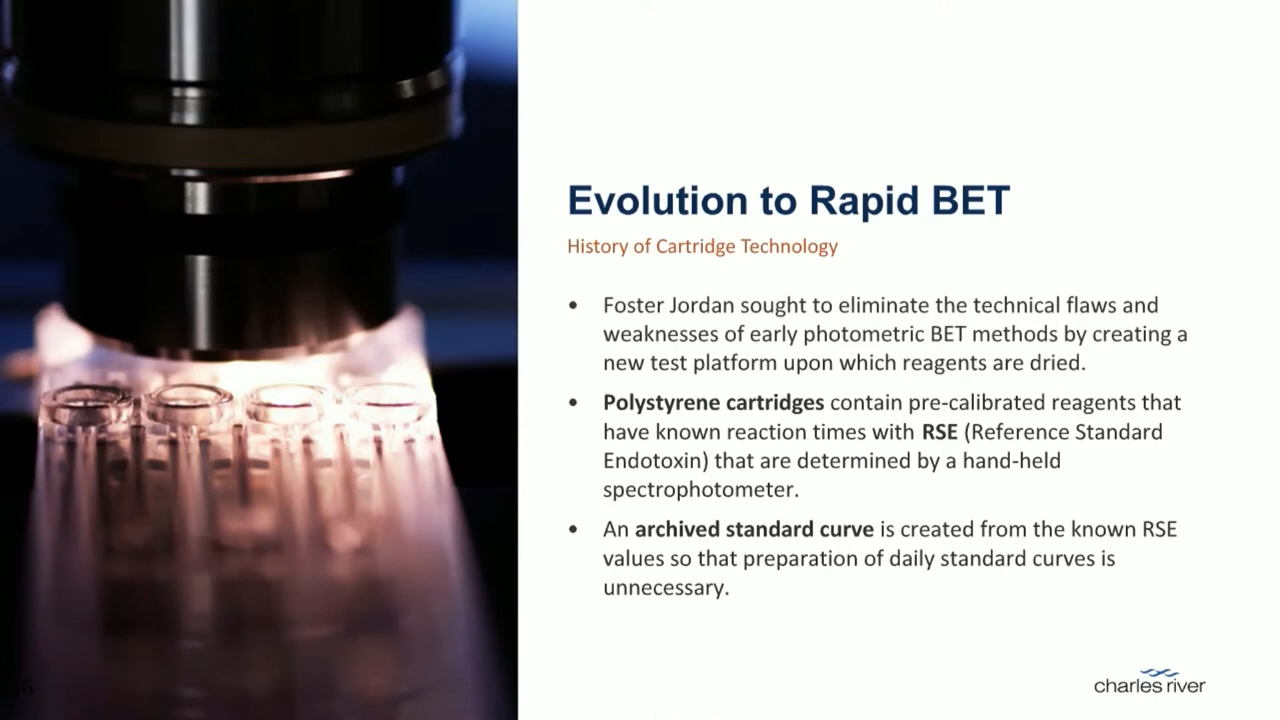 Evolution to Rapid BET
History of Cartridge Technology
• Foster Jordan sought to eliminate the technical flaws and
weaknesses of early photometric BET methods by creating a
new test platform upon which reagents are dried.
• Polystyrene cartridges contain pre-calibrated reagents that
have known reaction times with RSE (Reference Standard
Endotoxin) that are determined by a hand-held
spectrophotometer.
• An archived standard curve is created from the known RSE
values so that preparation of daily standard curves is
unnecessary.
charles river